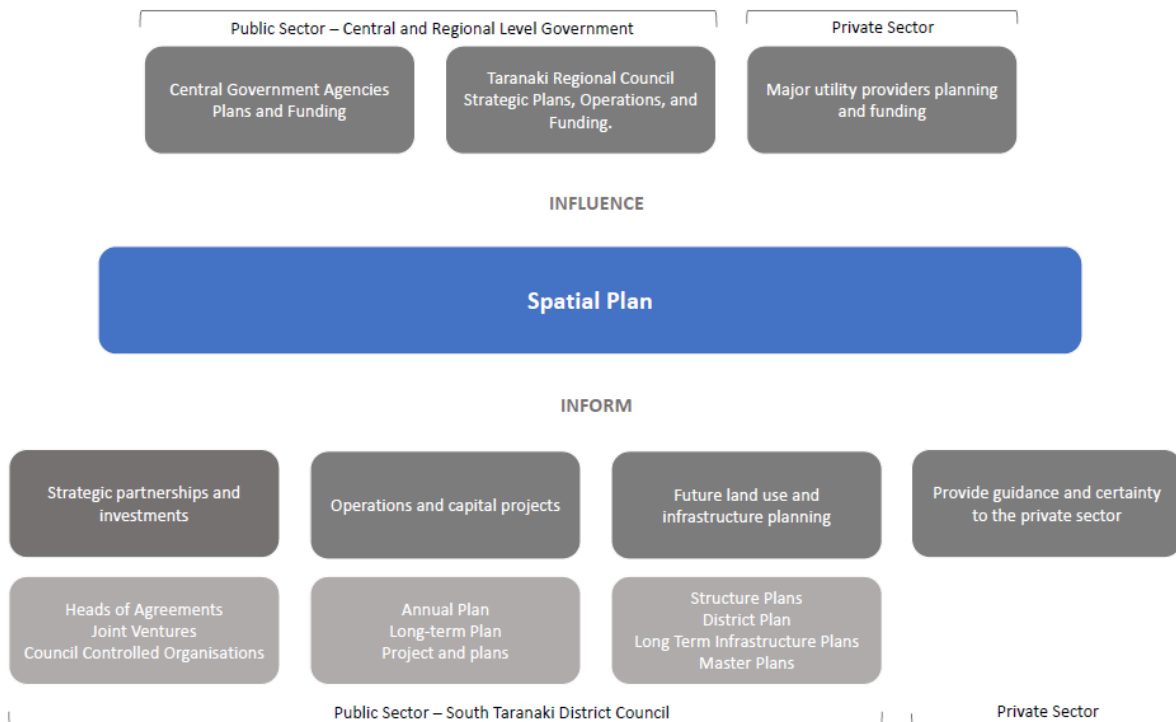 Public Sector – Central and Regional Level Government
Private Sector
Central Government Agencies
Plans and Funding
Taranaki Regional Council
Strategic Plans, Operations, and
Funding.
Major utility providers planning
and funding
INFLUENCE
Spatial Plan
INFORM
Strategic partnerships and
investments
Operations and capital projects
Future land use and
infrastructure planning
Provide guidance and certainty
to the private sector
Heads of Agreements
Joint Ventures
Council Controlled Organisations
Annual Plan
Long-term Plan
Project and plans
Structure Plans
District Plan
Long Term Infrastructure Plans
Master Plans
Public Sector – South Taranaki District Council
Private Sector